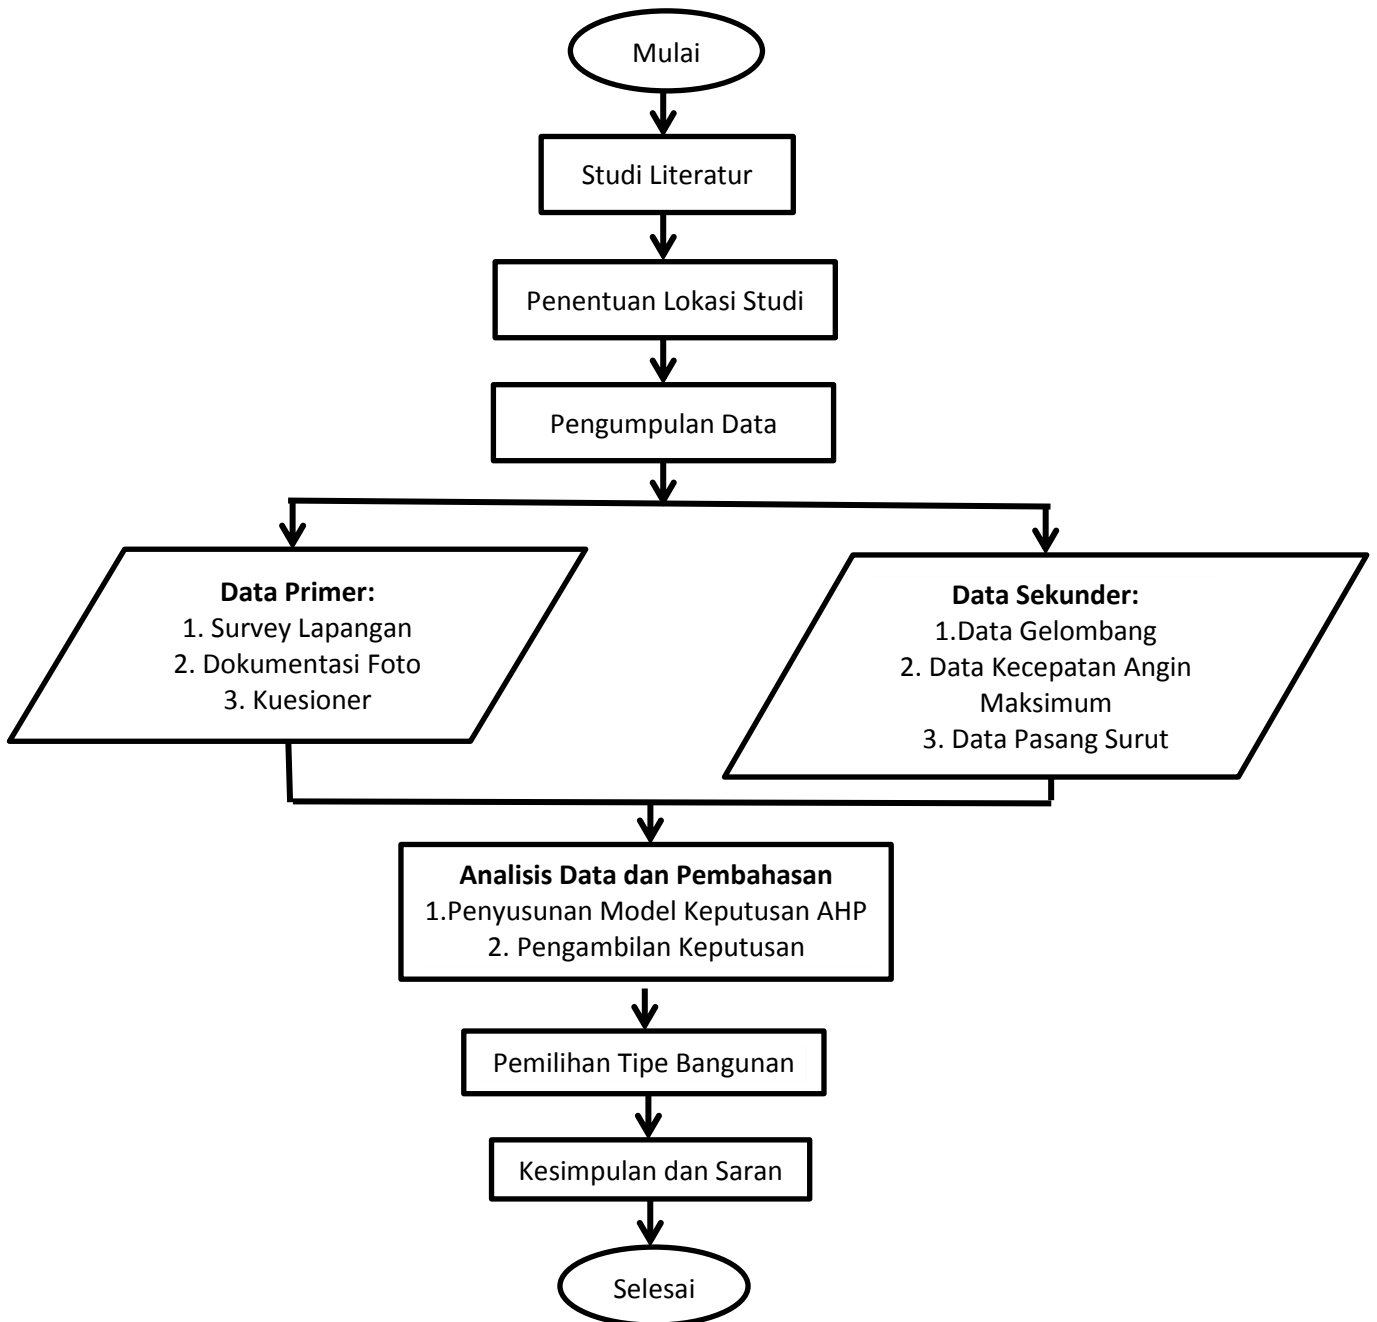 Mulai
Studi Literatur
Penentuan Lokasi Studi
Pengumpulan Data
Data Primer:
1. Survey Lapangan
2. Dokumentasi Foto
3. Kuesioner
Data Sekunder:
1.Data Gelombang
2. Data Kecepatan Angin
Maksimum
3. Data Pasang Surut
Analisis Data dan Pembahasan
1.Penyusunan Model Keputusan AHP
2. Pengambilan Keputusan
Pemilihan Tipe Bangunan
Kesimpulan dan Saran
Selesai